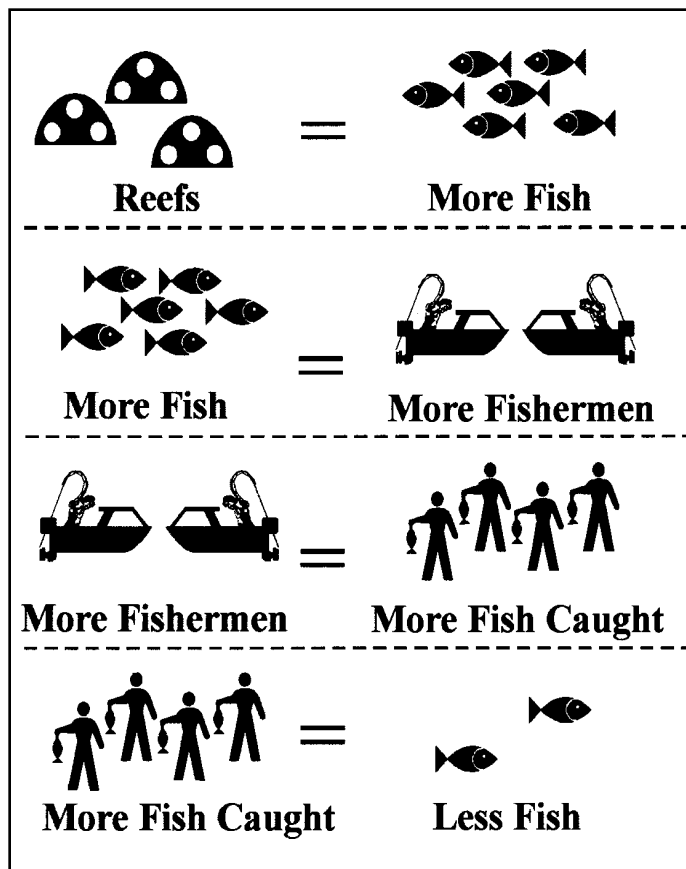 Reefs = More Fish
More Fish = More Fishermen
More Fishermen = More Fish Caught
More Fish Caught = Less Fish